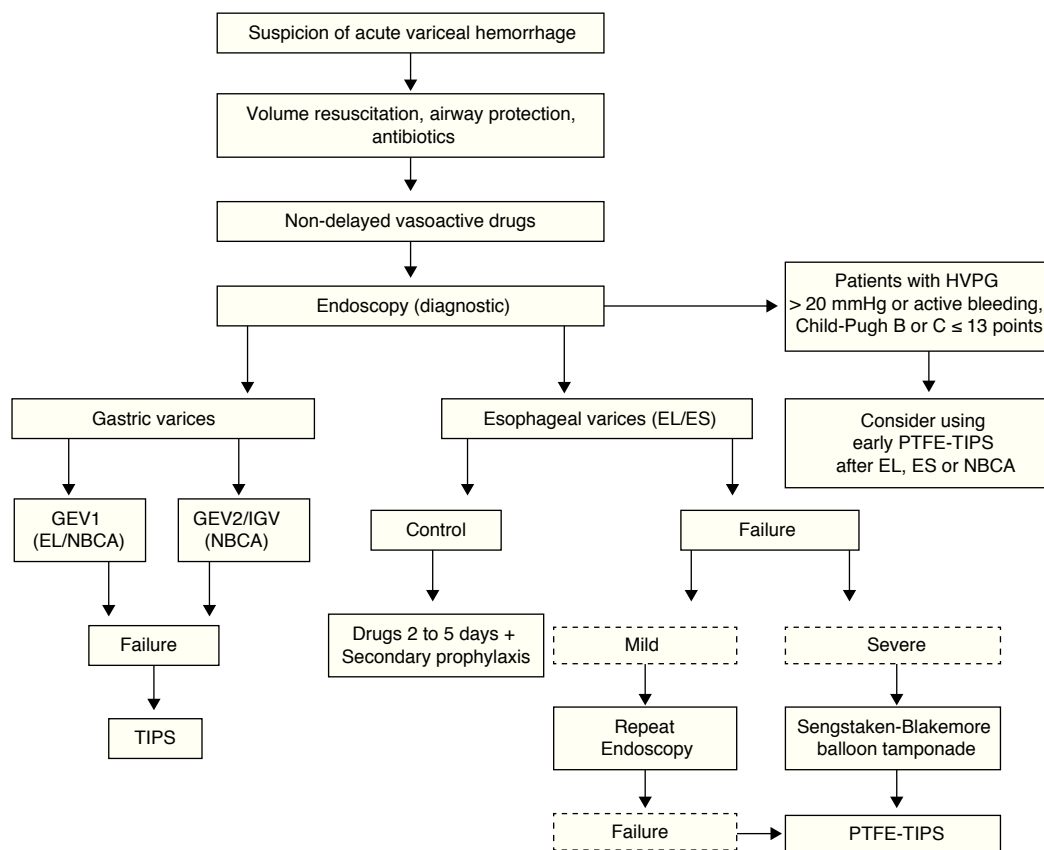 Suspicion of acute variceal hemorrhage
Volume resuscitation, airway protection,
antibiotics
Non-delayed vasoactive drugs
Endoscopy (diagnostic)
Patients with HVPG
> 20 mmHg or active bleeding,
Child-Pugh B or C ≤ 13 points
Consider using
early PTFE-TIPS
after EL, ES or NBCA
Gastric varices
Esophageal varices (EL/ES)
GEV1
(EL/NBCA)
GEV2/IGV
(NBCA)
Control
Failure
Failure
Drugs 2 to 5 days +
Secondary prophylaxis
Mild
Severe
TIPS
Repeat
Endoscopy
Sengstaken-Blakemore
balloon tamponade
Failure
PTFE-TIPS